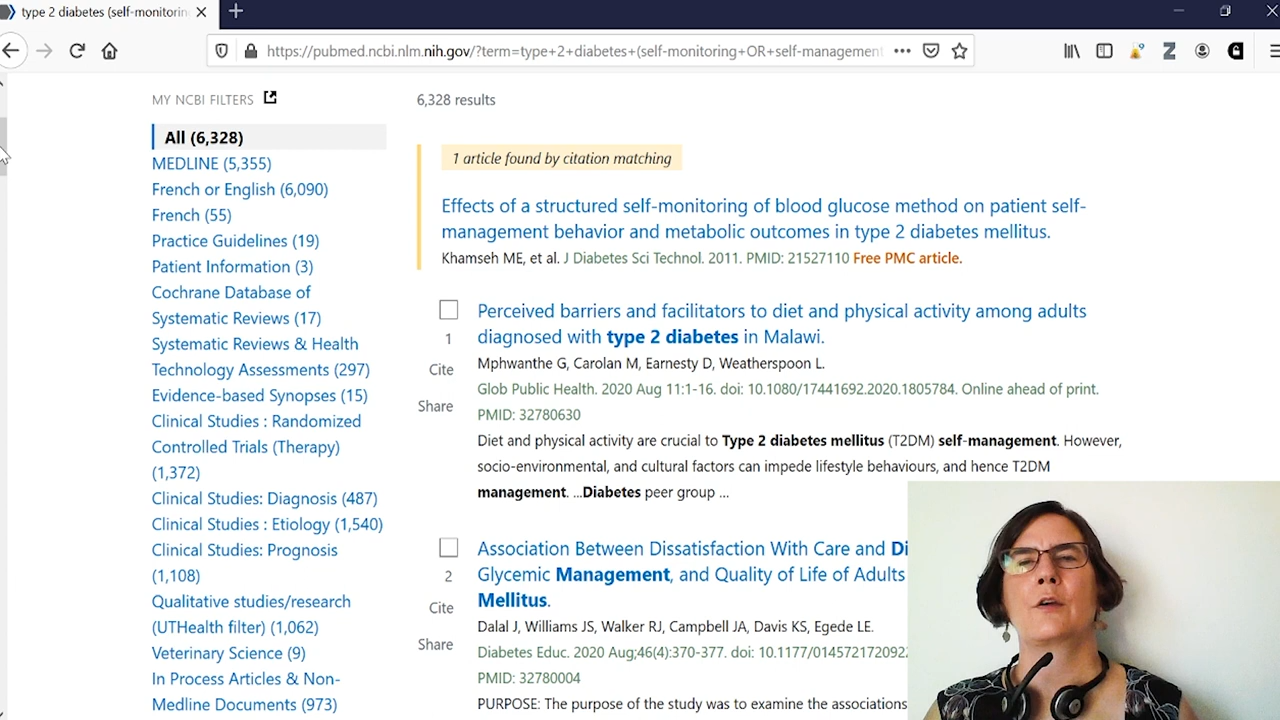 type 2 diabetes (self-monitorin
https://pubmed.ncbi.nlm.nih.gov/?term=type+2+diabetes+(self-monitoring+OR+self-management
MY NCBI FILTERS
All (6,328)
MEDLINE (5,355)
French or English (6,090)
French (55)
Practice Guidelines (19)
Patient Information (3)
Cochrane Database of
Systematic Reviews (17)
Systematic Reviews & Health
Technology Assessments (297)
Evidence-based Synopses (15)
Clinical Studies : Randomized
Controlled Trials (Therapy)
(1,372)
Clinical Studies: Diagnosis (487)
Clinical Studies : Etiology (1,540)
Clinical Studies: Prognosis
(1,108)
Qualitative studies/research
(UTHealth filter) (1,062)
Veterinary Science (9)
In Process Articles & Non-
Medline Documents (973)
6,328 results
1 article found by citation matching
Effects of a structured self-monitoring of blood glucose method on patient self-
management behavior and metabolic outcomes in type 2 diabetes mellitus.
Khamseh ME, et al. J Diabetes Sci Technol. 2011. PMID: 21527110 Free PMC article.
1
Cite
Share
Perceived barriers and facilitators to diet and physical activity among adults
diagnosed with type 2 diabetes in Malawi.
Mphwanthe G, Carolan M, Earnesty D, Weatherspoon L.
Glob Public Health. 2020 Aug 11:1-16. doi: 10.1080/17441692.2020.1805784. Online ahead of print.
PMID: 32780630
Diet and physical activity are crucial to Type 2 diabetes mellitus (T2DM) self-management. However,
socio-environmental, and cultural factors can impede lifestyle behaviours, and hence T2DM
management. ...Diabetes peer group ...
2
Cite
Share
Association Between Dissatisfaction With Care and Di
Glycemic Management, and Quality of Life of Adults
Mellitus.
Dalal J, Williams JS, Walker RJ, Campbell JA, Davis KS, Egede LE.
Diabetes Educ. 2020 Aug;46(4):370-377. doi: 10.1177/014572172092
PMID: 32780004
PURPOSE: The purpose of the study was to examine the associations